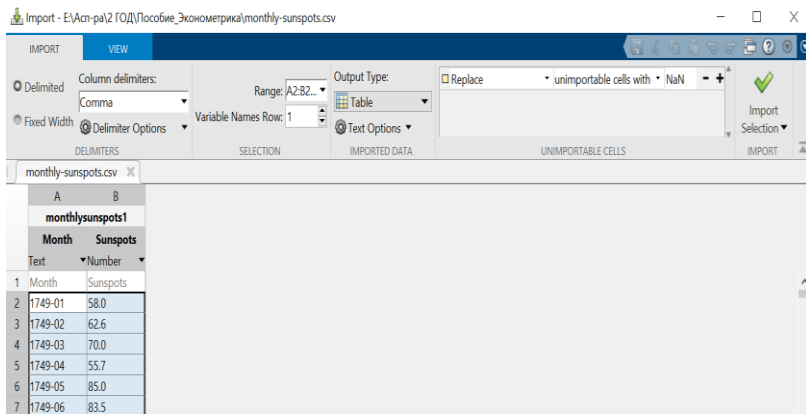 Import - E:\Асп-ра\2 ГОД\Пособие_Эконометрика\monthly-sunspots.csv
IMPORT VIEW
Delimited
Fixed Width
Column delimiters:
Comma
Delimiter Options
DELIMITERS
Range: A2:B2...
Variable Names Row: 1
SELECTION
Output Type:
Table
Text Options
IMPORTED DATA
Replace unimportable cells with NaN
UNIMPORTABLE CELLS
Import
Selection
IMPORT
monthly-sunspots.csv
A B
monthlysunspots1
Month Sunspots
Text Number
1 Month Sunspots
2 1749-01 58.0
3 1749-02 62.6
4 1749-03 70.0
5 1749-04 55.7
6 1749-05 85.0
7 1749-06 83.5